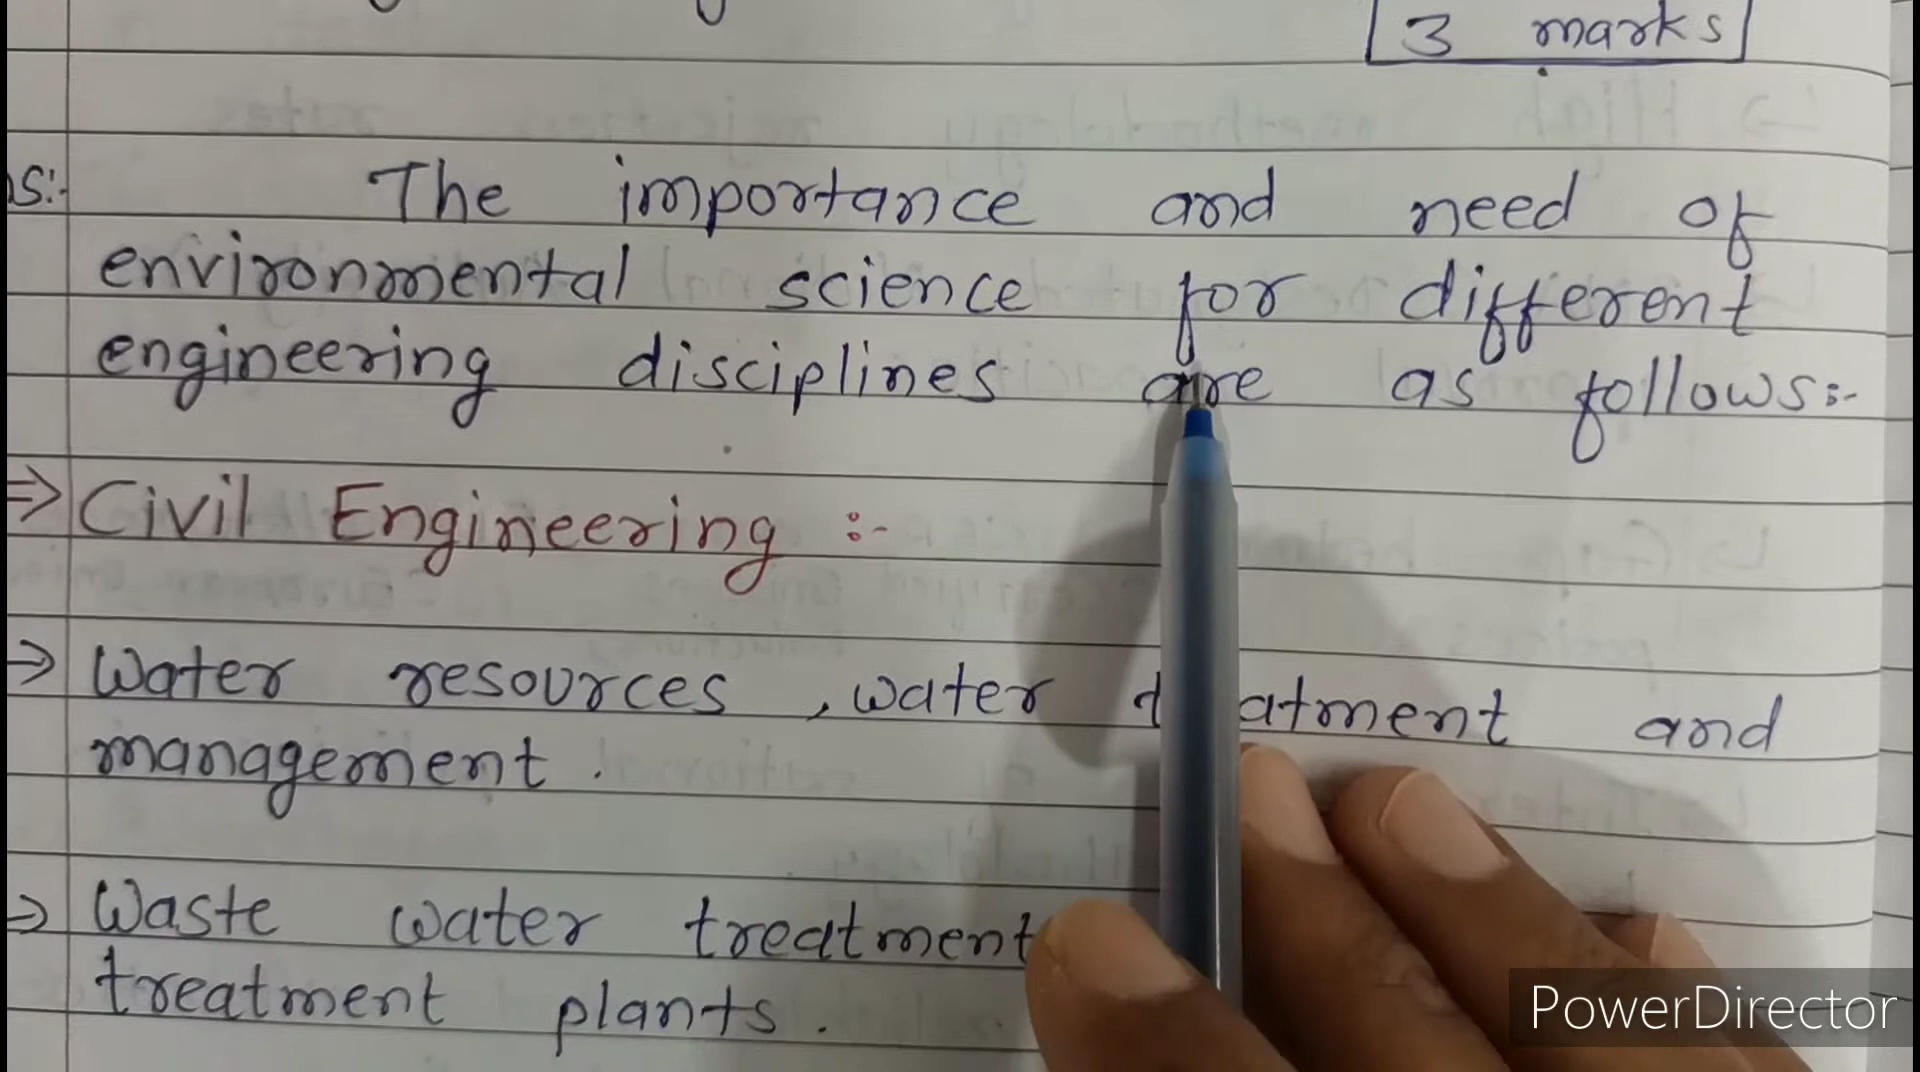 3 marks
s:- The importance and need of
environmental science for different
engineering disciplines are as follows:-
⇒ Civil Engineering :-
→ Water resources, water treatment and
management.
→ Waste water treatment
treatment plants.
PowerDirector